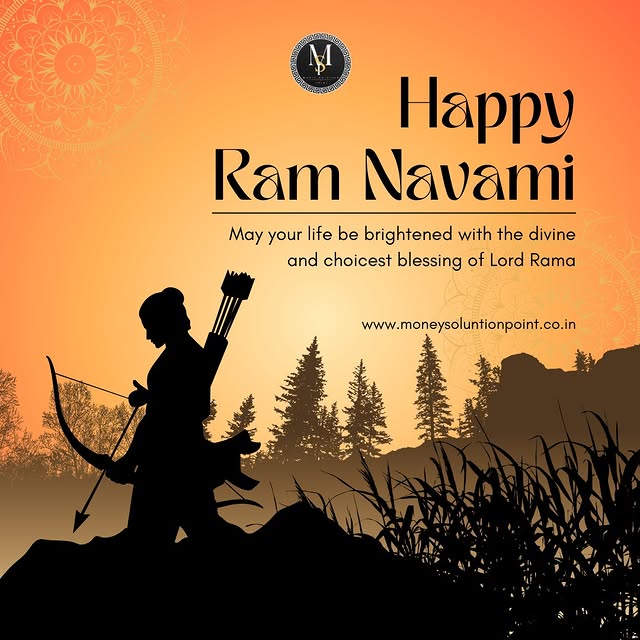 MS
Happy
Ram Navami
May your life be brightened with the divine
and choicest blessing of Lord Rama
www.moneysoluntionpoint.co.in